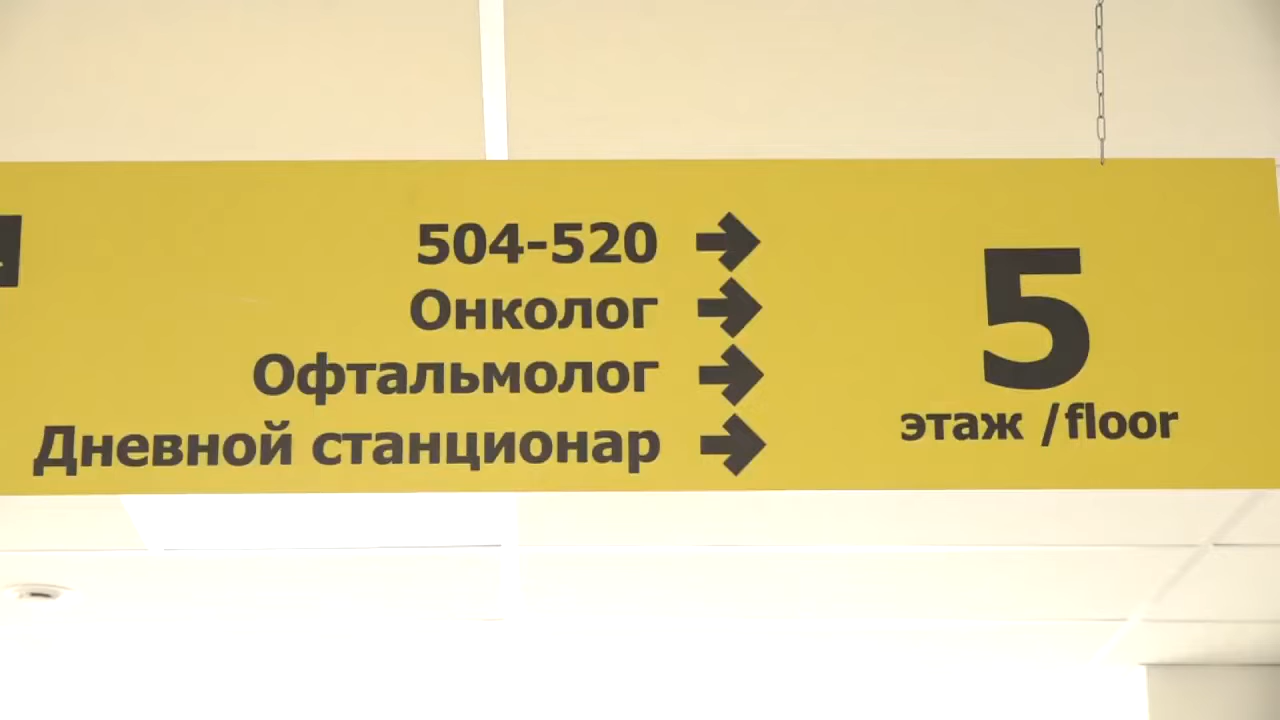 504-520
Онколог
Офтальмолог
Дневной станционар
5
этаж /floor